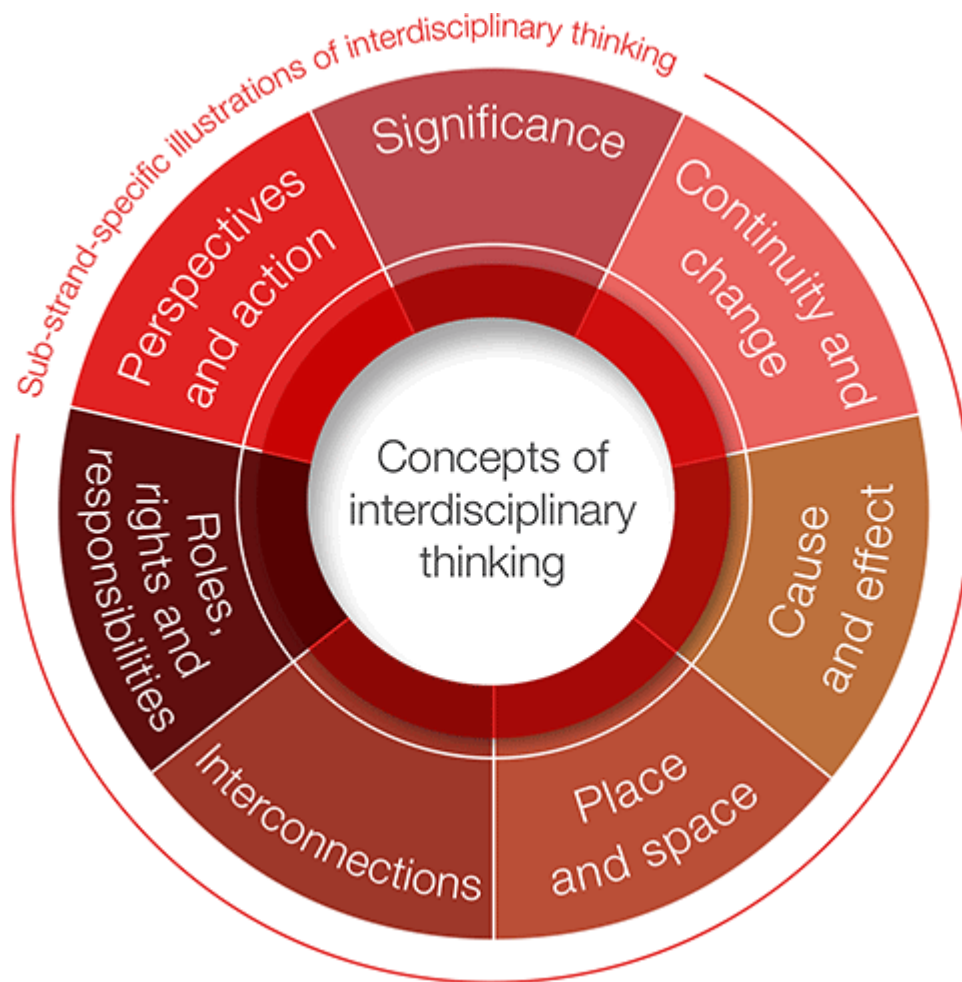 Sub-strand-specific illustrations of interdisciplinary thinking
Significance
Continuity and
change
Cause
and effect
Place
and space
Interconnections
Roles,
rights and
responsibilities
Perspectives
and action
Concepts of
interdisciplinary
thinking